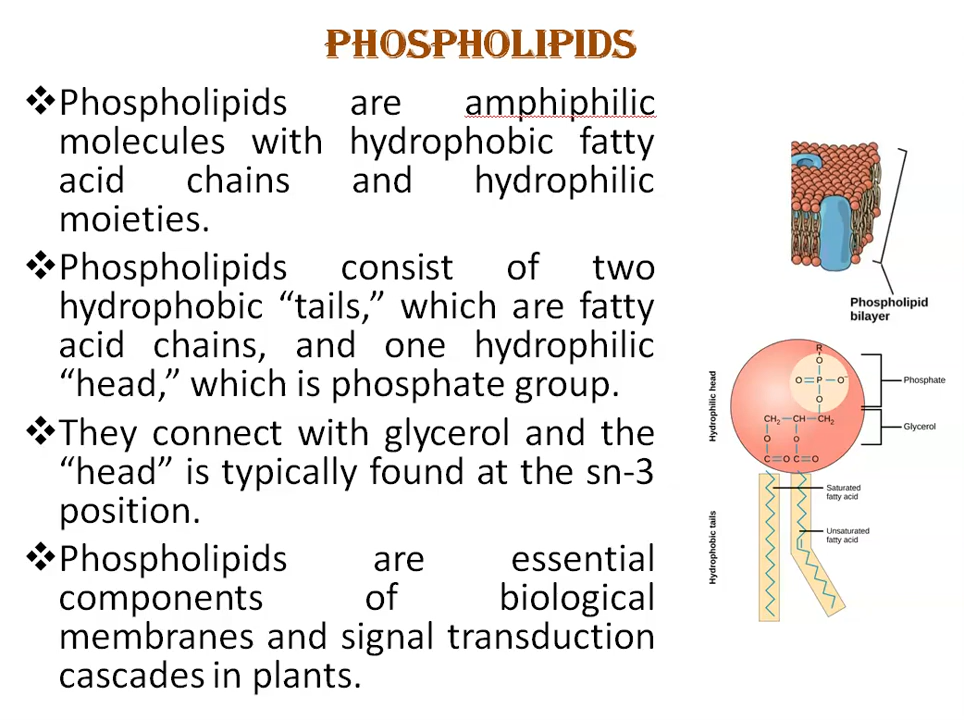 PHOSPHOLIPIDS
❖Phospholipids are amphiphilic
molecules with hydrophobic fatty
acid chains and hydrophilic
moieties.
❖Phospholipids consist of two
hydrophobic “tails,” which are fatty
acid chains, and one hydrophilic
“head,” which is phosphate group.
❖They connect with glycerol and the
“head” is typically found at the sn-3
position.
❖Phospholipids are essential
components of biological
membranes and signal transduction
cascades in plants.
Phospholipid
bilayer
Hydrophilic head
R
O
O=P–O⁻
O
CH₂–CH–CH₂
O O
C=O C=O
Phosphate
Glycerol
Hydrophobic tails
Saturated
fatty acid
Unsaturated
fatty acid